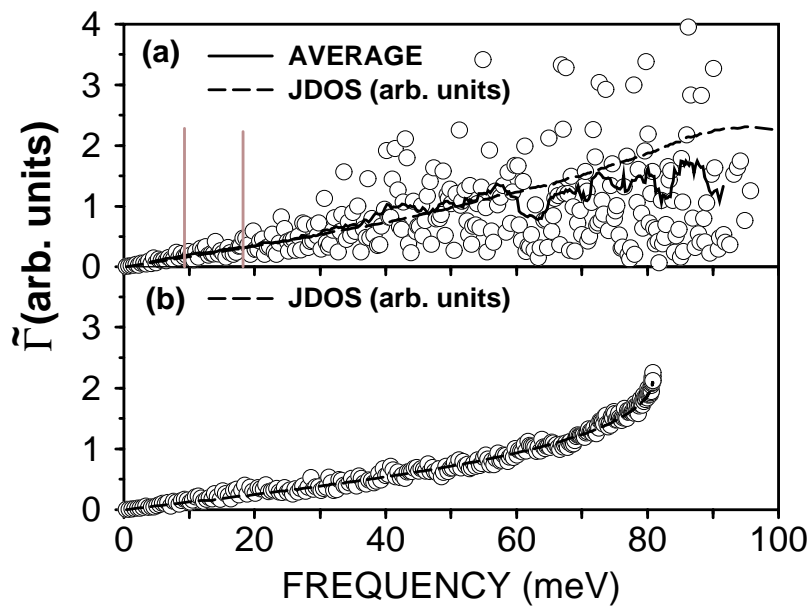 4
(a)
AVERAGE
JDOS (arb. units)
3
2
1
0
(b)
JDOS (arb. units)
3
2
1
0
Γ̃(arb. units)
0 20 40 60 80 100
FREQUENCY (meV)